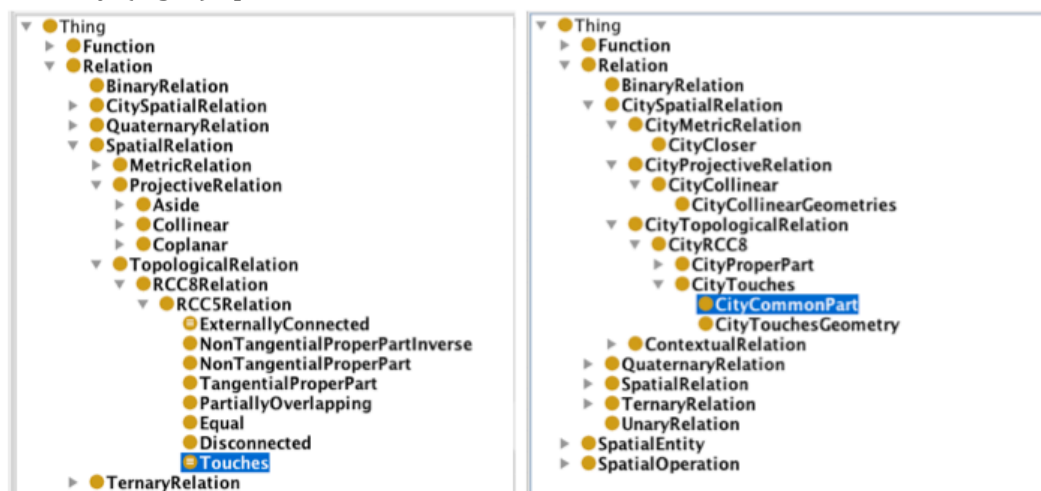 Thing
Function
Relation
BinaryRelation
CitySpatialRelation
QuaternaryRelation
SpatialRelation
MetricRelation
ProjectiveRelation
Aside
Collinear
Coplanar
TopologicalRelation
RCC8Relation
RCC5Relation
ExternallyConnected
NonTangentialProperPartInverse
NonTangentialProperPart
TangentialProperPart
PartiallyOverlapping
Equal
Disconnected
Touches
TernaryRelation
Thing
Function
Relation
BinaryRelation
CitySpatialRelation
CityMetricRelation
CityCloser
CityProjectiveRelation
CityCollinear
CityCollinearGeometries
CityTopologicalRelation
CityRCC8
CityProperPart
CityTouches
CityCommonPart
CityTouchesGeometry
ContextualRelation
QuaternaryRelation
SpatialRelation
TernaryRelation
UnaryRelation
SpatialEntity
SpatialOperation